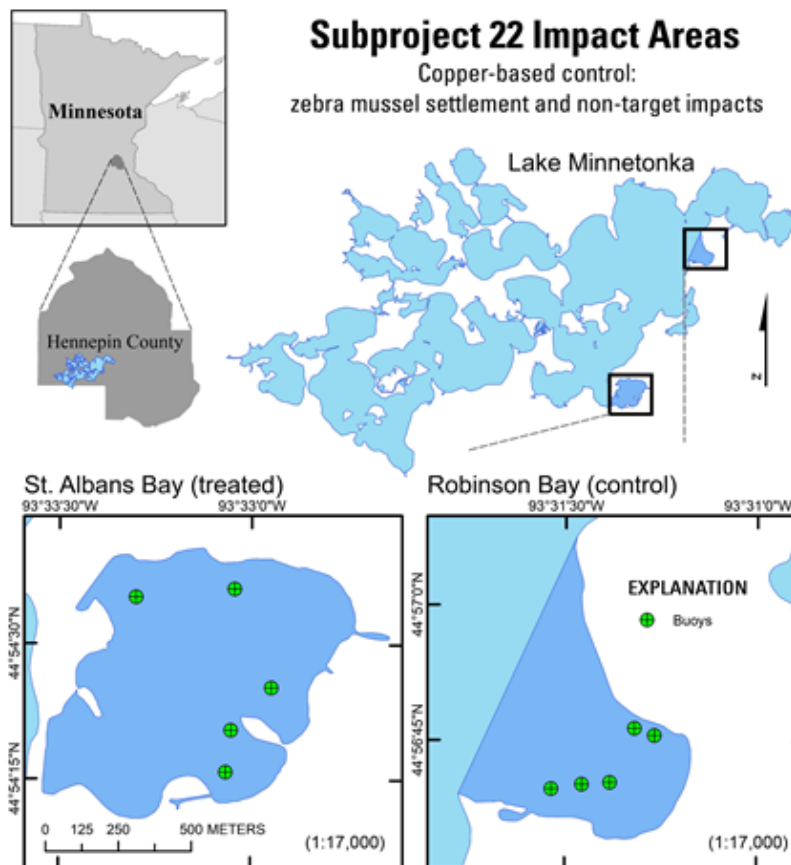 Subproject 22 Impact Areas
Copper-based control:
zebra mussel settlement and non-target impacts
Minnesota
Lake Minnetonka
Hennepin County
N
St. Albans Bay (treated)
93°33'30"W 93°33'0"W
44°54'30"N
44°54'15"N
0 125 250 500 METERS
(1:17,000)
Robinson Bay (control)
93°31'30"W 93°31'0"W
44°57'0"N
44°56'45"N
EXPLANATION
Buoys
(1:17,000)